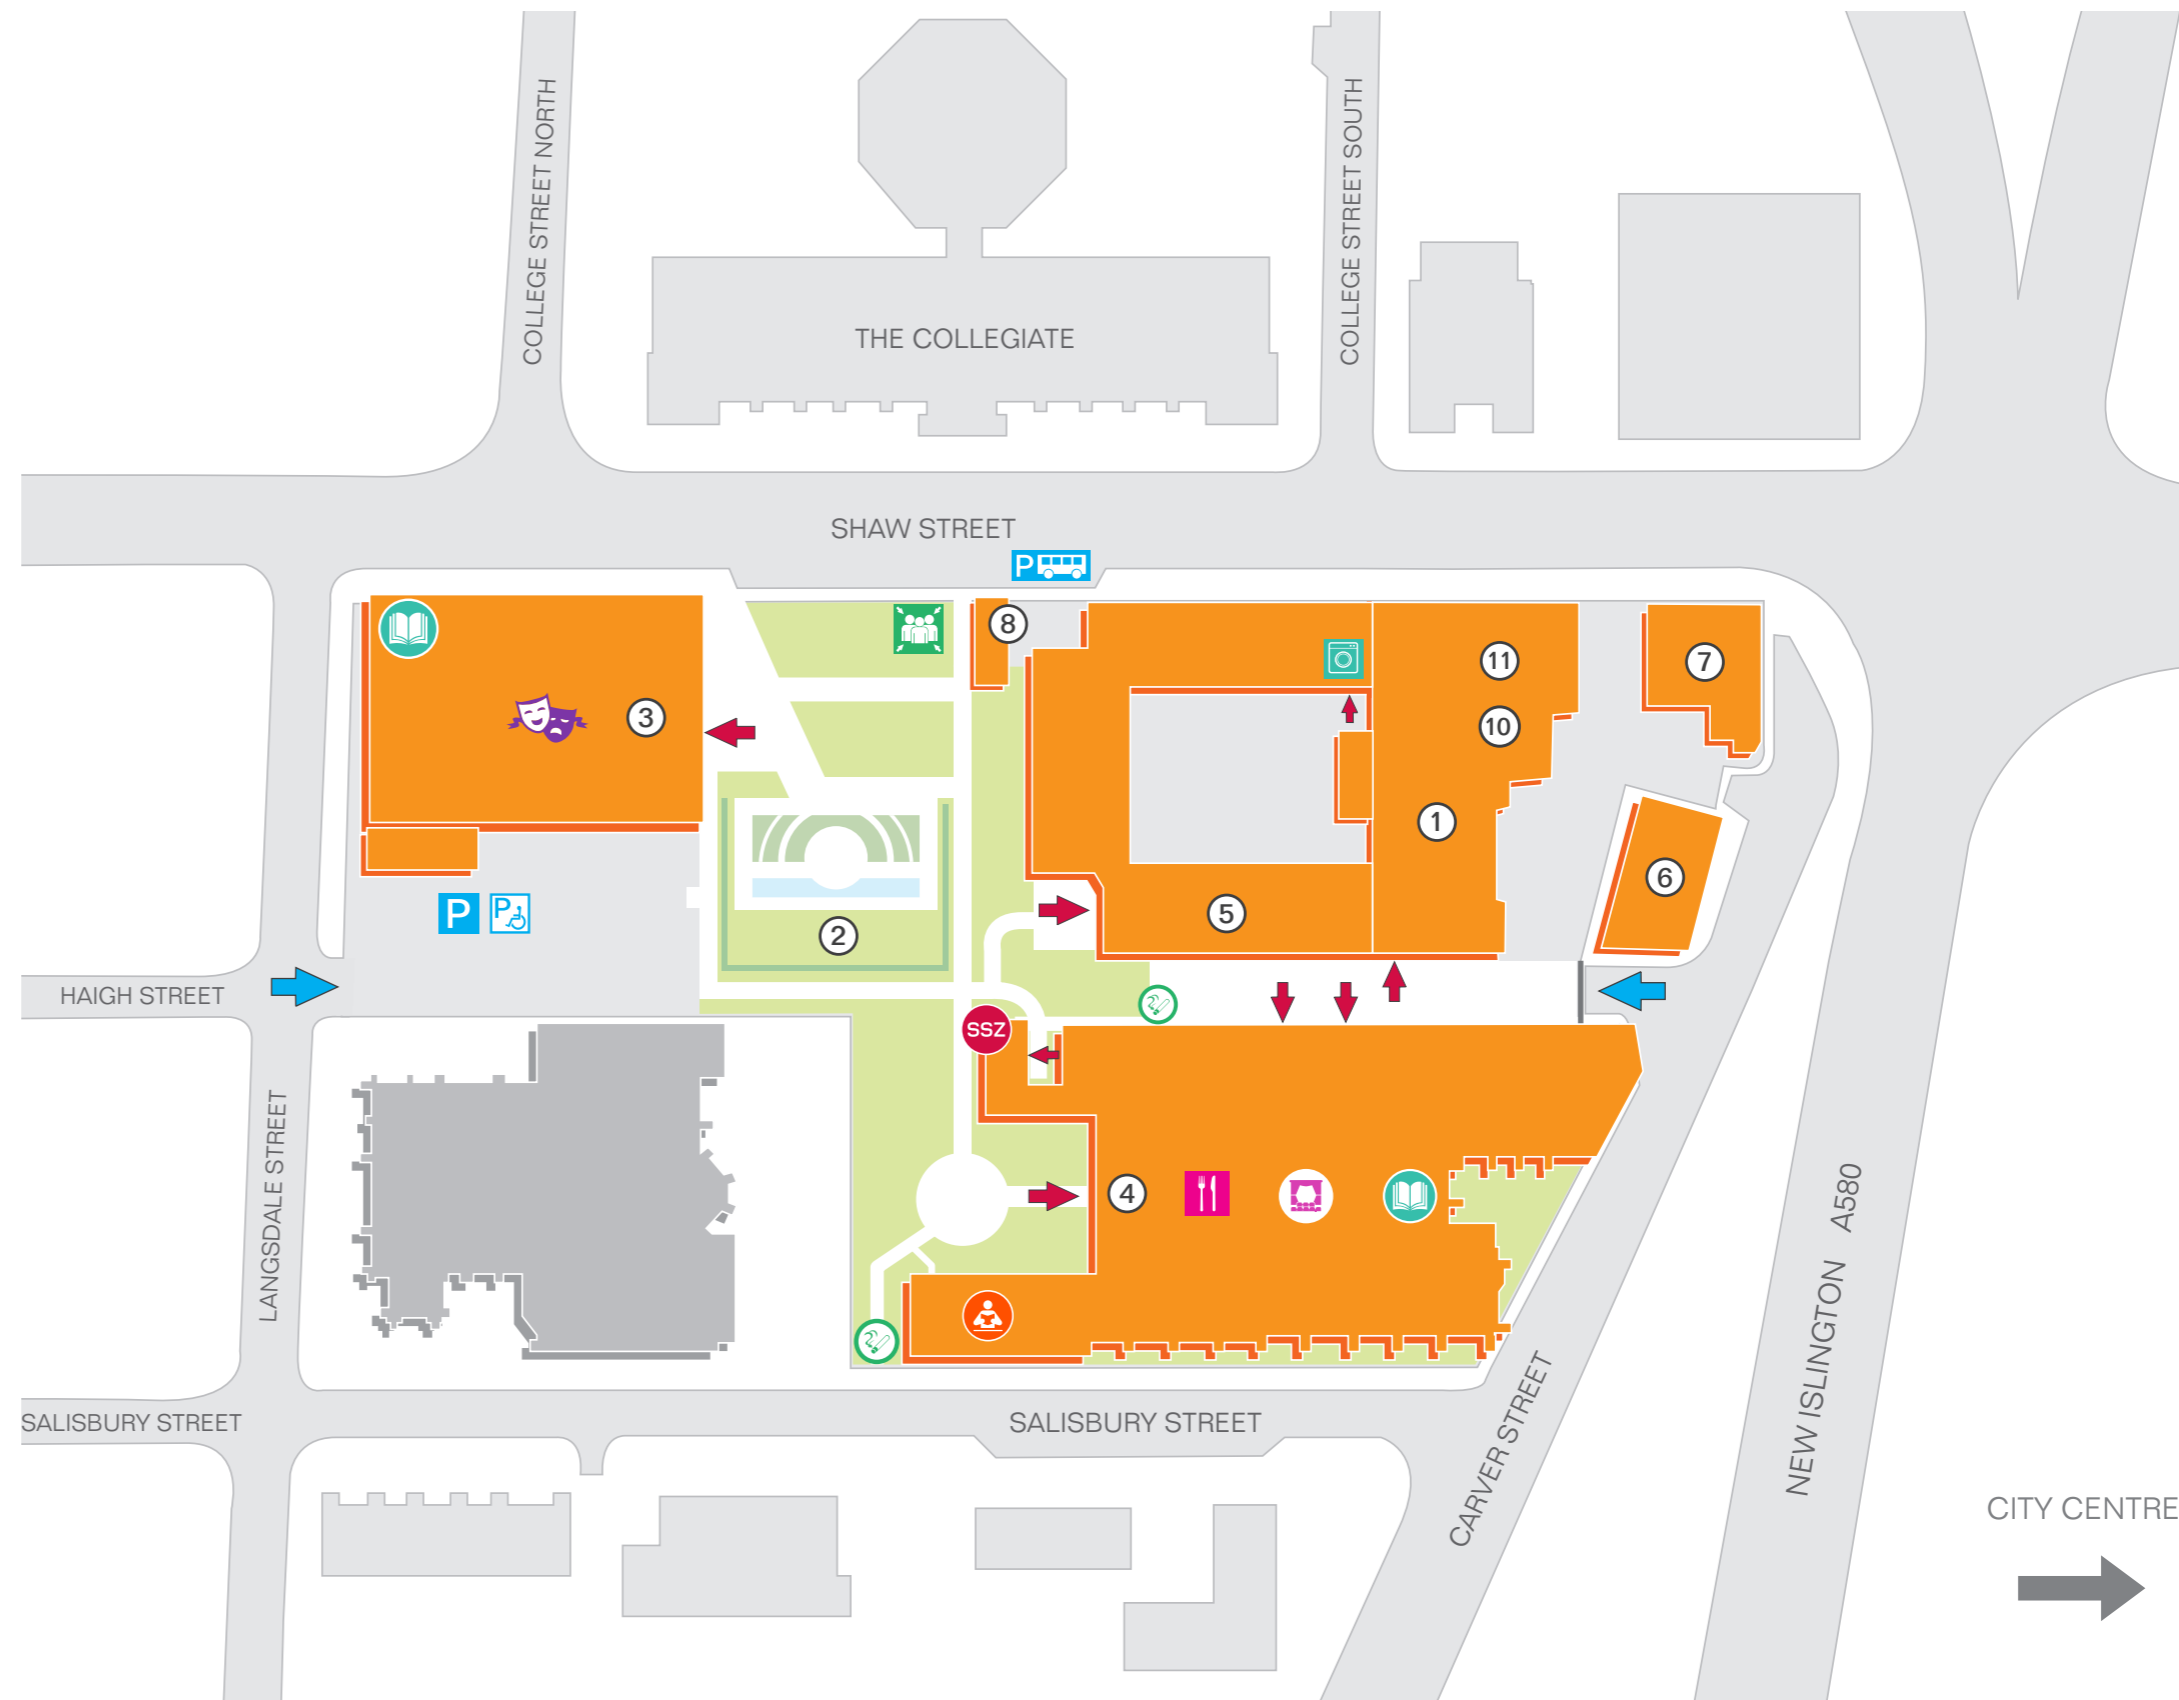 COLLEGE STREET NORTH
COLLEGE STREET SOUTH
THE COLLEGIATE
SHAW STREET
P
8
11
7
3
10
1
6
P
P
5
2
HAIGH STREET
SSZ
LANGSDALE STREET
4
NEW ISLINGTON A580
SALISBURY STREET
SALISBURY STREET
CARVER STREET
CITY CENTRE